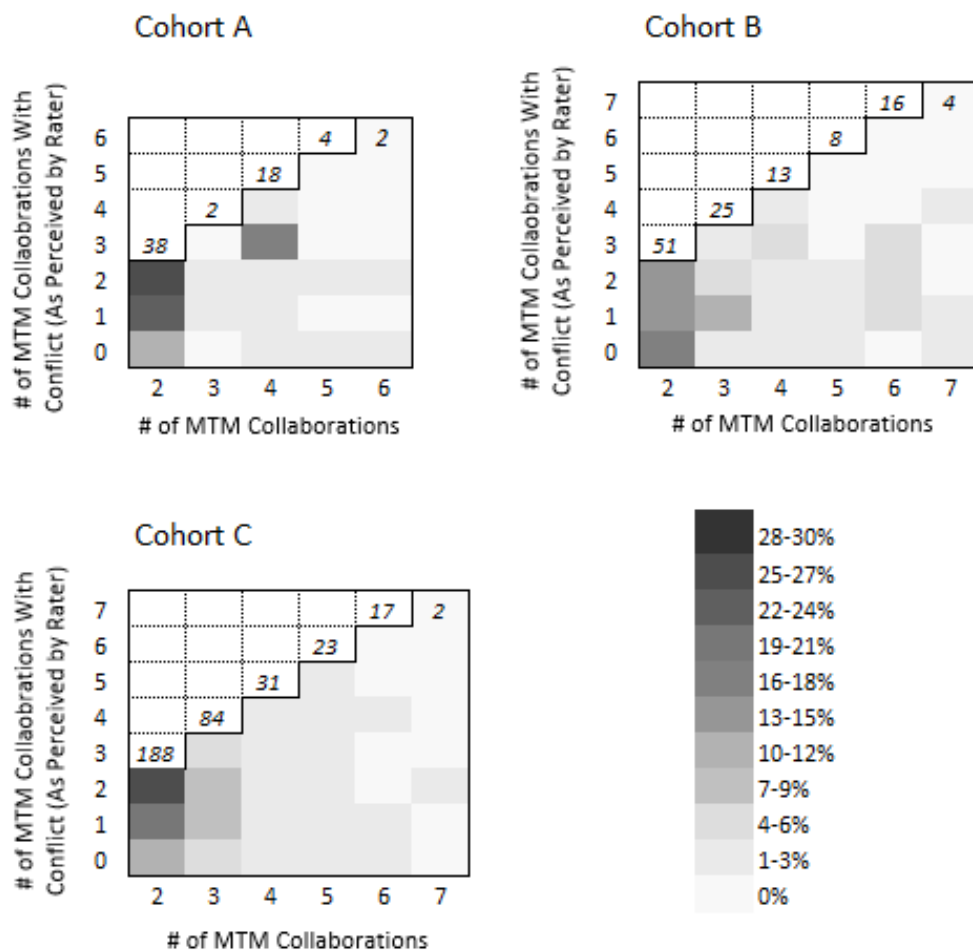 Cohort A
# of MTM Collaobrations With
Conflict (As Perceived by Rater)
6 4 2
5 18
4 2
3 38
2
1
0
2 3 4 5 6
# of MTM Collaborations
Cohort B
# of MTM Collaobrations With
Conflict (As Perceived by Rater)
7 16 4
6 8
5 13
4 25
3 51
2
1
0
2 3 4 5 6 7
# of MTM Collaborations
Cohort C
# of MTM Collaobrations With
Conflict (As Perceived by Rater)
7 17 2
6 23
5 31
4 84
3 188
2
1
0
2 3 4 5 6 7
# of MTM Collaborations
28-30%
25-27%
22-24%
19-21%
16-18%
13-15%
10-12%
7-9%
4-6%
1-3%
0%